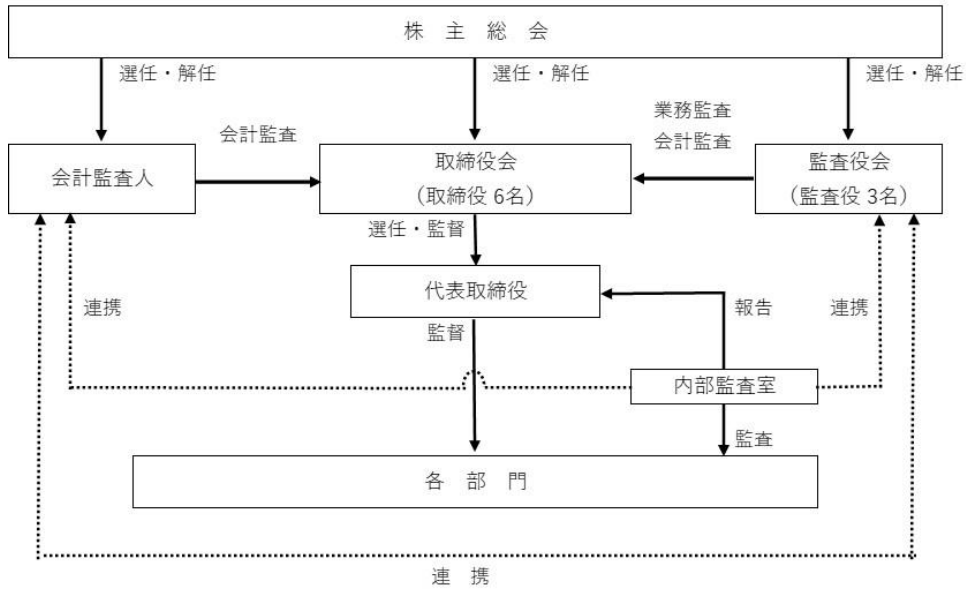 株 主 総 会
選任・解任
選任・解任
選任・解任
会計監査
業務監査
会計監査
会計監査人
取締役会
（取締役 6名）
監査役会
（監査役 3名）
選任・監督
代表取締役
連携
監督
報告
連携
内部監査室
監査
各 部 門
連 携